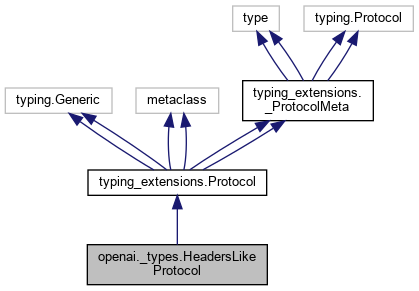 type
typing.Protocol
typing.Generic
metaclass
typing_extensions.
_ProtocolMeta
typing_extensions.Protocol
openai._types.HeadersLike
Protocol